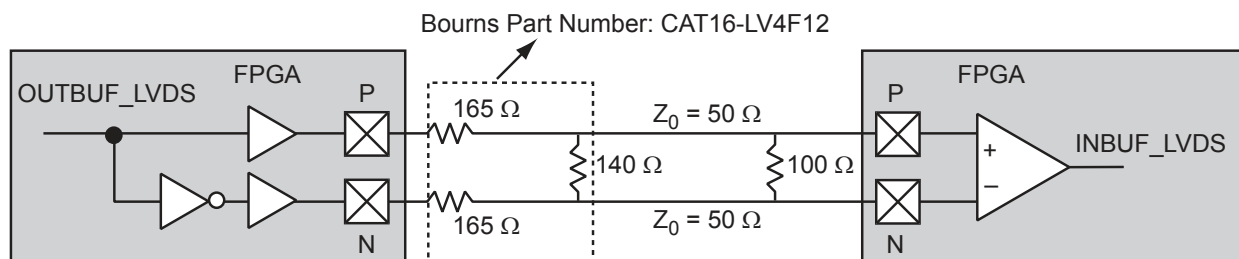 Bourns Part Number: CAT16-LV4F12
FPGA
FPGA
OUTBUF_LVDS
P
165 Ω
Z0 = 50 Ω
P
INBUF_LVDS
+
–
140 Ω
100 Ω
N
165 Ω
Z0 = 50 Ω
N